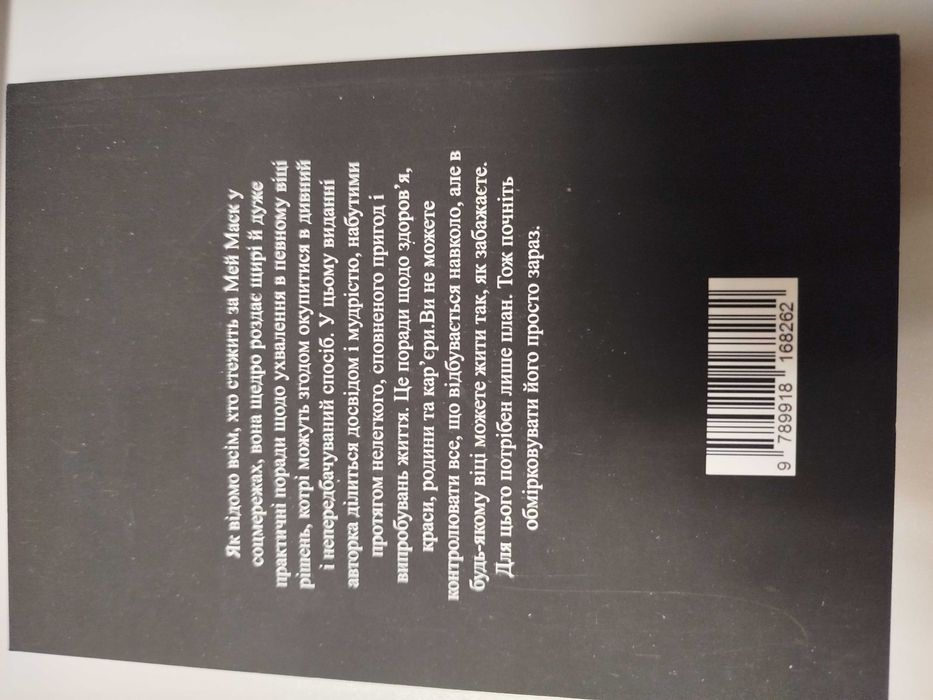 Як відомо всім, хто стежить за Мей Маск у
соцмережах, вона щедро роздає щирі й дуже
практичні поради щодо ухвалення в певному віці
рішень, котрі можуть згодом окупитися в дивний
і непередбачуваний спосіб. У цьому виданні
авторка ділиться досвідом і мудрістю, набутими
протягом нелегкого, сповненого пригод і
випробувань життя. Це поради щодо здоров'я,
краси, родини та кар'єри.Ви не можете
контролювати все, що відбувається навколо, але в
будь-якому віці можете жити так, як забажаєте.
Для цього потрібен лише план. Тож почніть
обмірковувати його просто зараз.
9 789918 168262